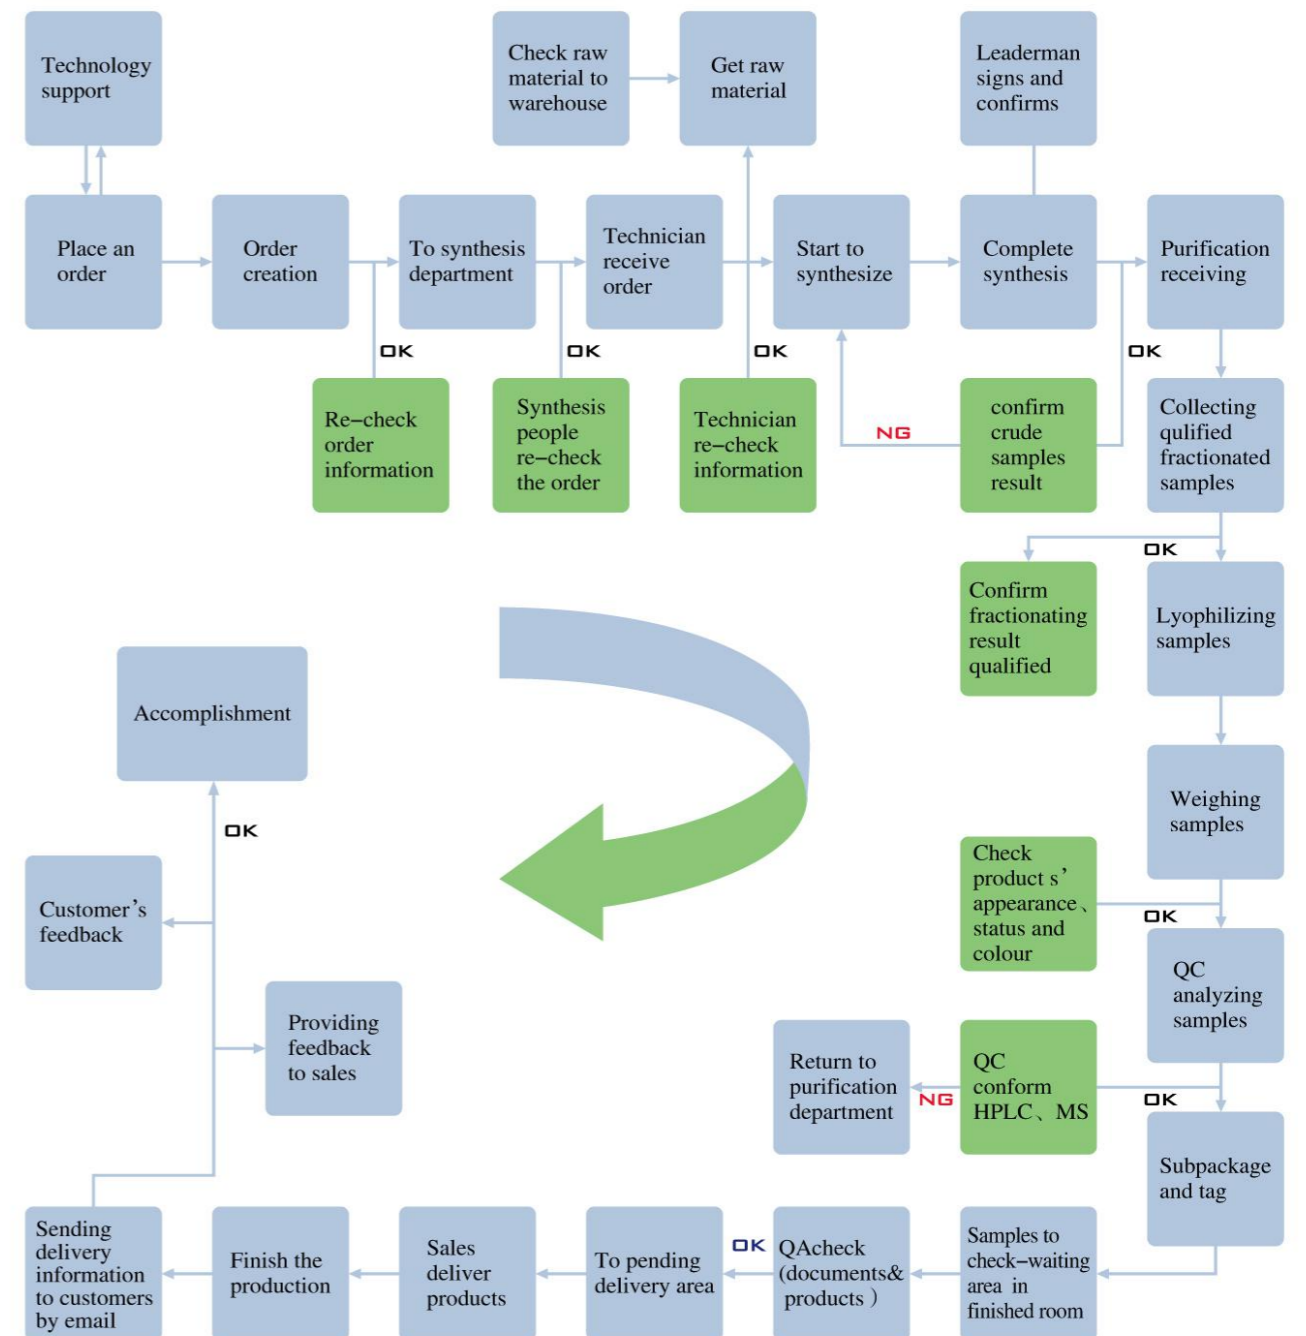 Technology
support
Check raw
material to
warehouse
Get raw
material
Leaderman
signs and
confirms
Place an
order
Order
creation
To synthesis
department
Technician
receive
order
Start to
synthesize
Complete
synthesis
Purification
receiving
OK
OK
OK
OK
Re-check
order
information
Synthesis
people
re-check
the order
Technician
re-check
information
NG
confirm
crude
samples
result
Collecting
qulified
fractionated
samples
OK
Confirm
fractionating
result
qualified
Lyophilizing
samples
Accomplishment
OK
Weighing
samples
Check
product s’
appearance、
status and
colour
OK
Customer’s
feedback
QC
analyzing
samples
Providing
feedback
to sales
Return to
purification
department
NG
QC
conform
HPLC、MS
OK
Subpackage
and tag
Sending
delivery
information
to customers
by email
Finish the
production
Sales
deliver
products
To pending
delivery area
OK
QAcheck
(documents&
products )
Samples to
check-waiting
area in
finished room